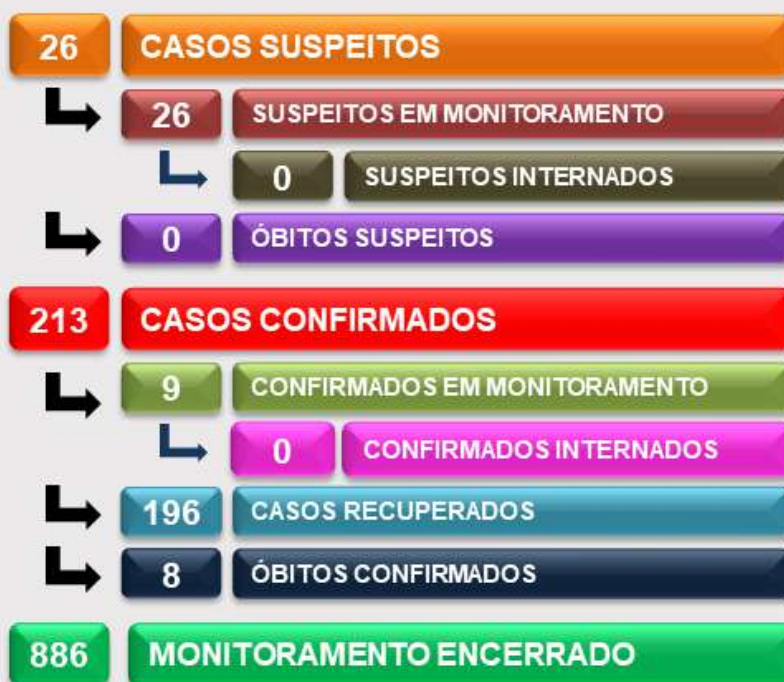 26 CASOS SUSPEITOS
26 SUSPEITOS EM MONITORAMENTO
0 SUSPEITOS INTERNADOS
0 ÓBITOS SUSPEITOS
213 CASOS CONFIRMADOS
9 CONFIRMADOS EM MONITORAMENTO
0 CONFIRMADOS INTERNADOS
196 CASOS RECUPERADOS
8 ÓBITOS CONFIRMADOS
886 MONITORAMENTO ENCERRADO